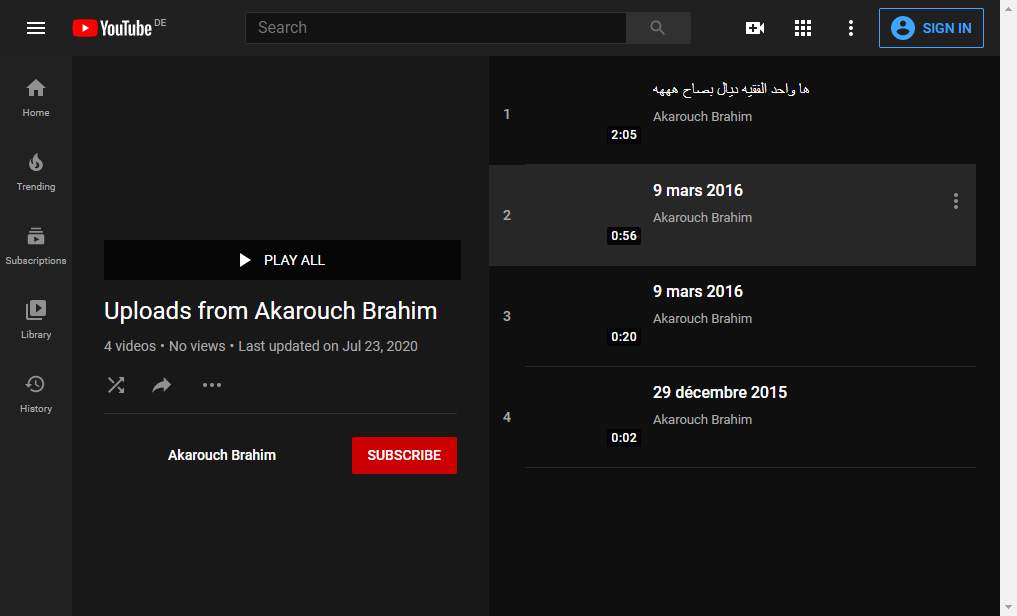 YouTube DE
Search
SIGN IN
Home
Trending
Subscriptions
Library
History
PLAY ALL
Uploads from Akarouch Brahim
4 videos • No views • Last updated on Jul 23, 2020
Akarouch Brahim
SUBSCRIBE
1
2:05
ها واحد الفقيه ديال بصاح هههه
Akarouch Brahim
2
0:56
9 mars 2016
Akarouch Brahim
3
0:20
9 mars 2016
Akarouch Brahim
4
0:02
29 décembre 2015
Akarouch Brahim